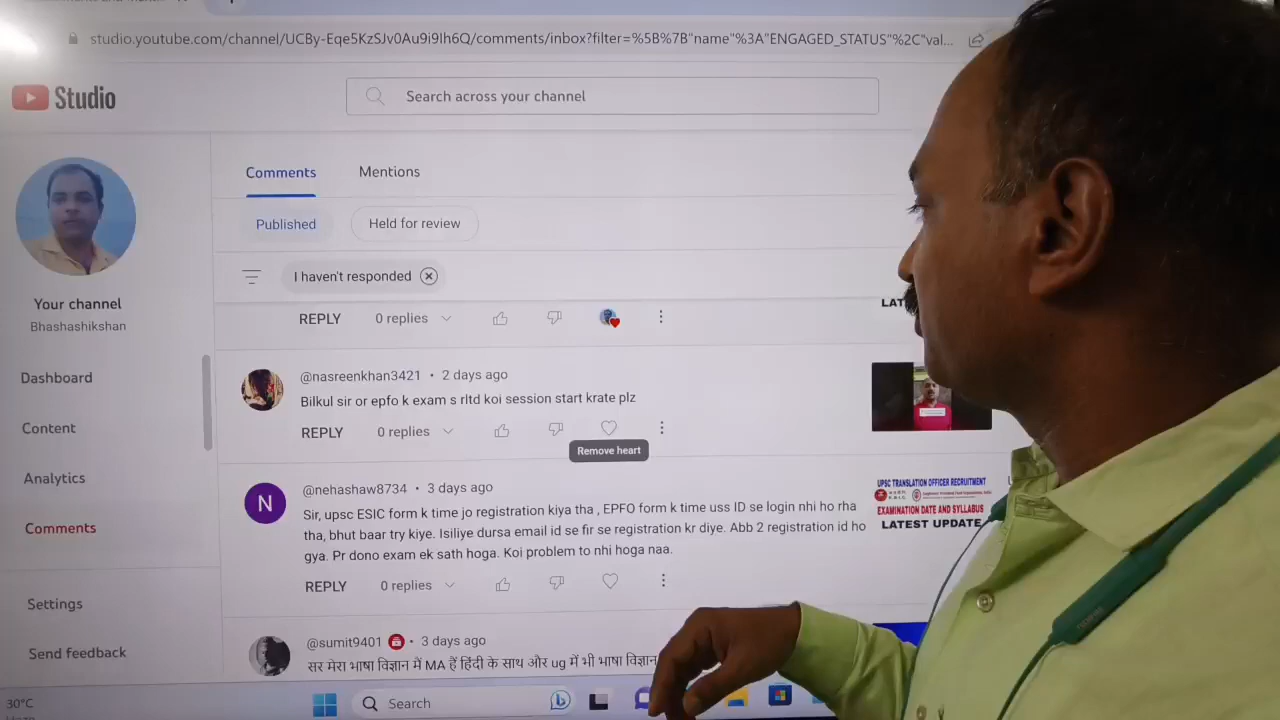 studio.youtube.com/channel/UCBy-Eqe5KzSJv0Au9i9Ih6Q/comments/inbox?filter=%5B%7B"name"%3A"ENGAGED_STATUS"%2C"val...
Studio
Search across your channel
Comments Mentions
Published Held for review
I haven't responded
Your channel
Bhashashikshan
Dashboard
Content
Analytics
Comments
Settings
Send feedback
REPLY 0 replies
LAT
@nasreenkhan3421 • 2 days ago
Bilkul sir or epfo k exam s rltd koi session start krate plz
REPLY 0 replies
Remove heart
N
@nehashaw8734 • 3 days ago
Sir, upsc ESIC form k time jo registration kiya tha , EPFO form k time uss ID se login nhi ho rha
tha, bhut baar try kiye. Isiliye dursa email id se fir se registration kr diye. Abb 2 registration id ho
gya. Pr dono exam ek sath hoga. Koi problem to nhi hoga naa.
REPLY 0 replies
UPSC TRANSLATION OFFICER RECRUITMENT
EXAMINATION DATE AND SYLLABUS
LATEST UPDATE
@sumit9401 • 3 days ago
सर मेरा भाषा विज्ञान में MA हैं हिंदी के साथ और ug में भी भाषा विज्ञान
30°C
Search